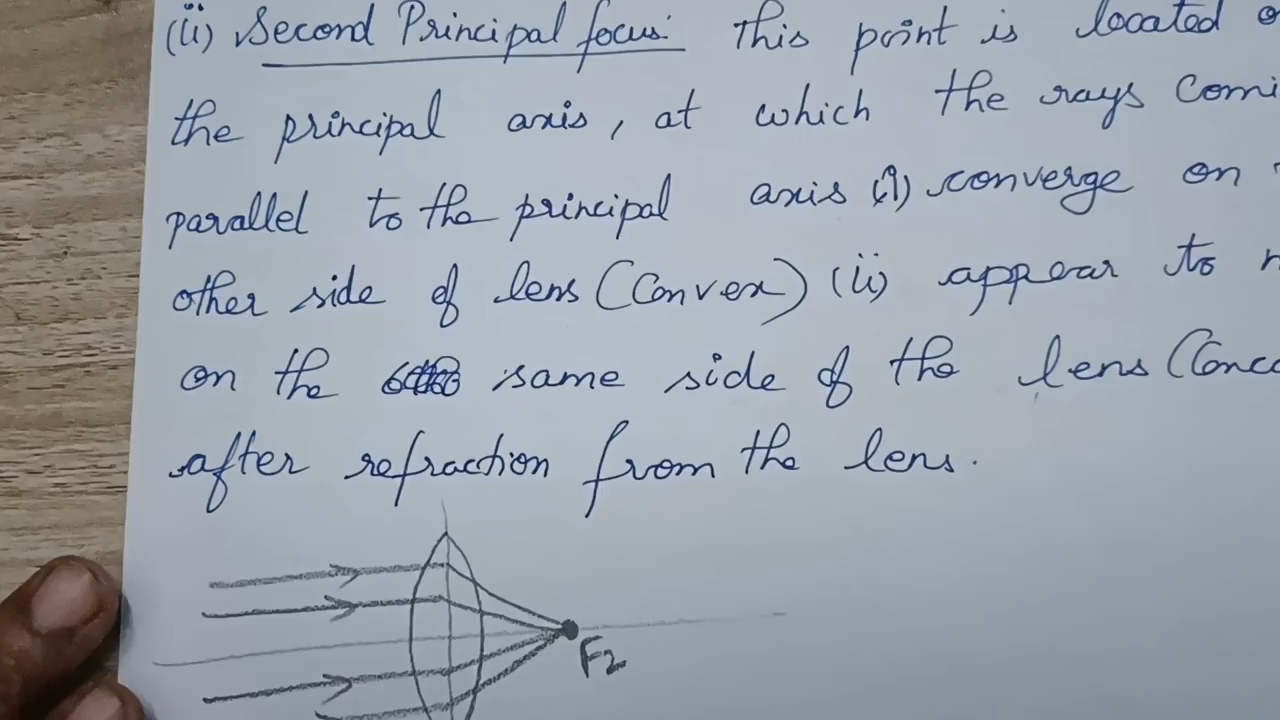 (ii) Second Principal focus: This point is located
the principal axis, at which the rays Comi
parallel to the principal axis (i) converge on
other side of lens (Convex) (ii) appear to
on the same side of the lens (Conca
after refraction from the lens.
F2